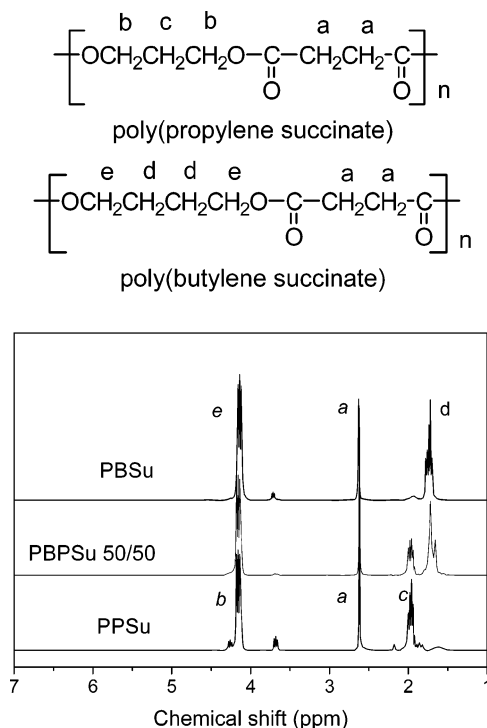 b c b a a
OCH₂CH₂CH₂O—C—CH₂CH₂—C
O O
n
poly(propylene succinate)
e d d e a a
OCH₂CH₂CH₂CH₂O—C—CH₂CH₂—C
O O
n
poly(butylene succinate)
e a d
PBSu
PBPSu 50/50
b a c
PPSu
7 6 5 4 3 2 1
Chemical shift (ppm)